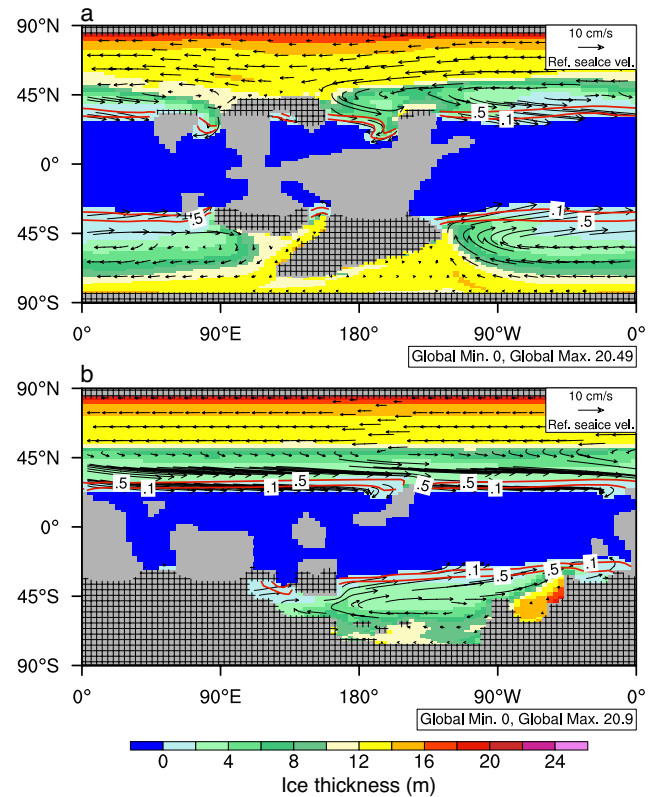 a
90°N
45°N
0°
45°S
90°S
10 cm/s
Ref. seaIce vel.
.5
.1
.5
.1
.5
0° 90°E 180° 90°W 0°
Global Min. 0, Global Max. 20.49
b
90°N
45°N
0°
45°S
90°S
10 cm/s
Ref. seaIce vel.
.5 .1 .1 .5 .5 .5 .1
.1 .5 .5 .1
0° 90°E 180° 90°W 0°
Global Min. 0, Global Max. 20.9
0 4 8 12 16 20 24
Ice thickness (m)